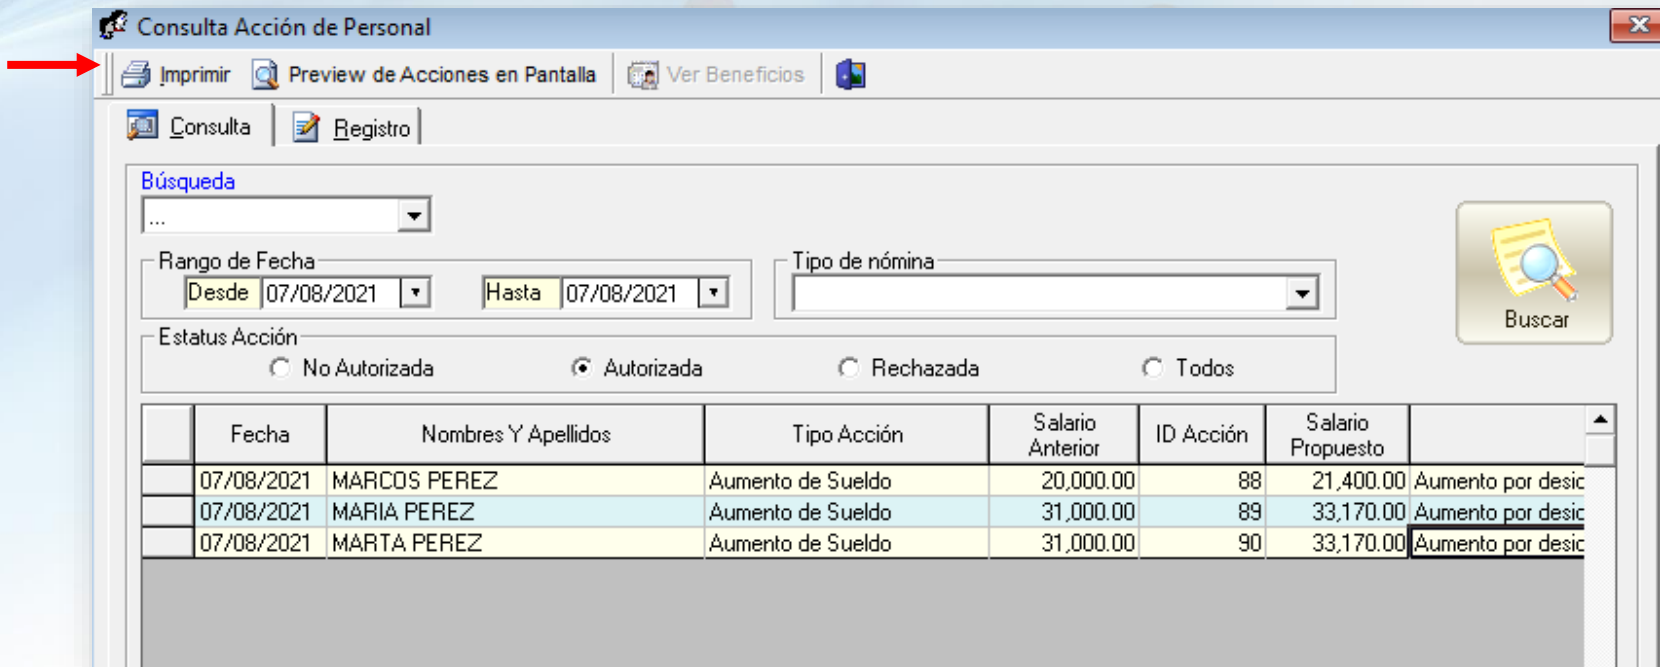 Consulta Acción de Personal
Imprimir Preview de Acciones en Pantalla Ver Beneficios
Consulta Registro
Búsqueda
...
Rango de Fecha Tipo de nómina
Desde 07/08/2021 Hasta 07/08/2021
Buscar
Estatus Acción
No Autorizada Autorizada Rechazada Todos
Fecha Nombres Y Apellidos Tipo Acción Salario Anterior ID Acción Salario Propuesto
07/08/2021 MARCOS PEREZ Aumento de Sueldo 20,000.00 88 21,400.00 Aumento por desic
07/08/2021 MARIA PEREZ Aumento de Sueldo 31,000.00 89 33,170.00 Aumento por desic
07/08/2021 MARTA PEREZ Aumento de Sueldo 31,000.00 90 33,170.00 Aumento por desic